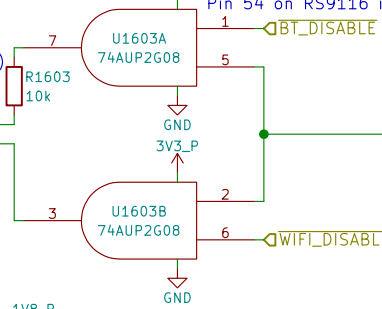 Pin 54 on RS9116 i
1
BT_DISABLE
7
U1603A
74AUP2G08
5
R1603
10k
GND
3V3_P
2
U1603B
74AUP2G08
3
6
WIFI_DISABL
GND
1V8_P